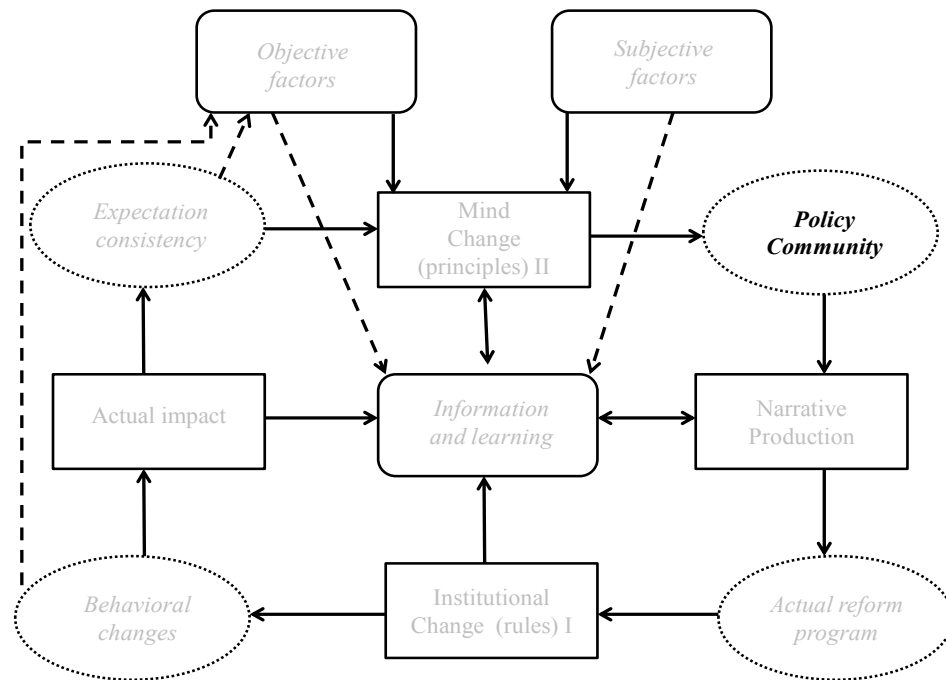 Objective
factors
Subjective
factors
Expectation
consistency
Mind
Change
(principles) II
Policy
Community
Actual impact
Information
and learning
Narrative
Production
Behavioral
changes
Institutional
Change (rules) I
Actual reform
program